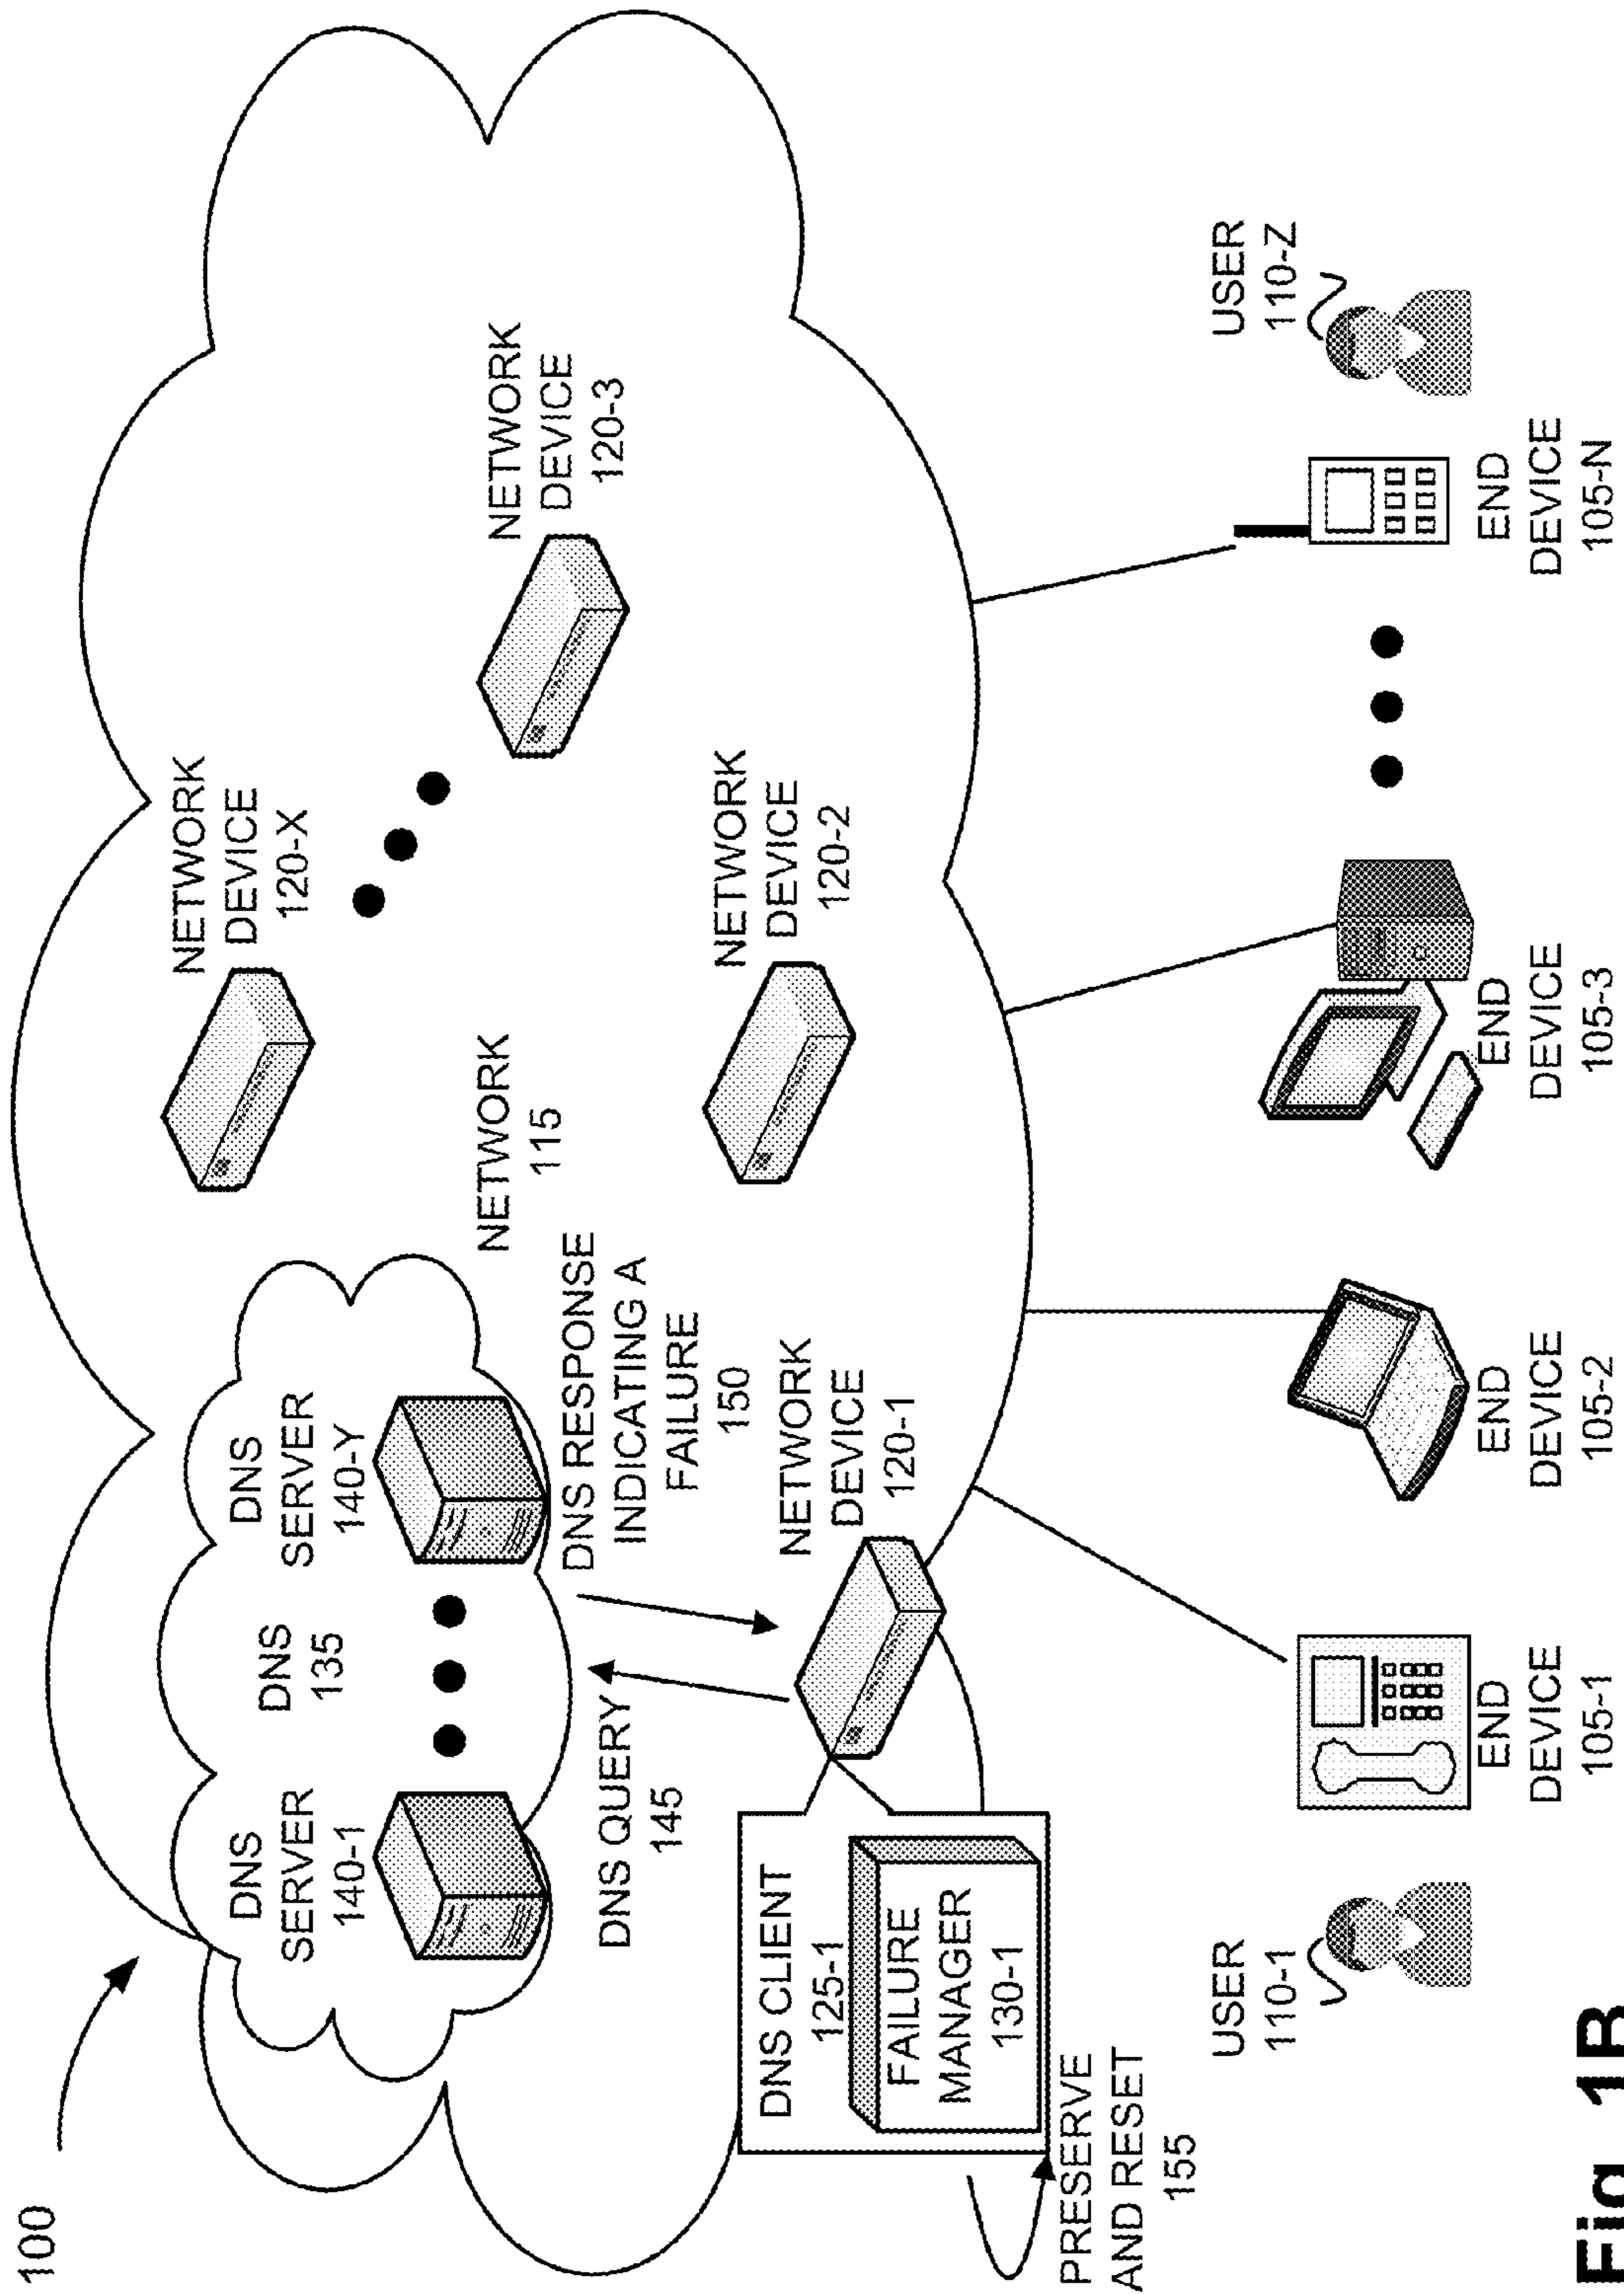 100
DNS
SERVER
140-1
DNS
135
DNS
SERVER
140-Y
NETWORK
DEVICE
120-X
NETWORK
DEVICE
120-3
NETWORK
115
DNS QUERY
145
DNS RESPONSE
INDICATING A
FAILURE
150
NETWORK
DEVICE
120-1
NETWORK
DEVICE
120-2
DNS CLIENT
125-1
FAILURE
MANAGER
130-1
PRESERVE
AND RESET
155
USER
110-1
USER
110-Z
END
DEVICE
105-1
END
DEVICE
105-2
END
DEVICE
105-3
END
DEVICE
105-N
Fig. 1B